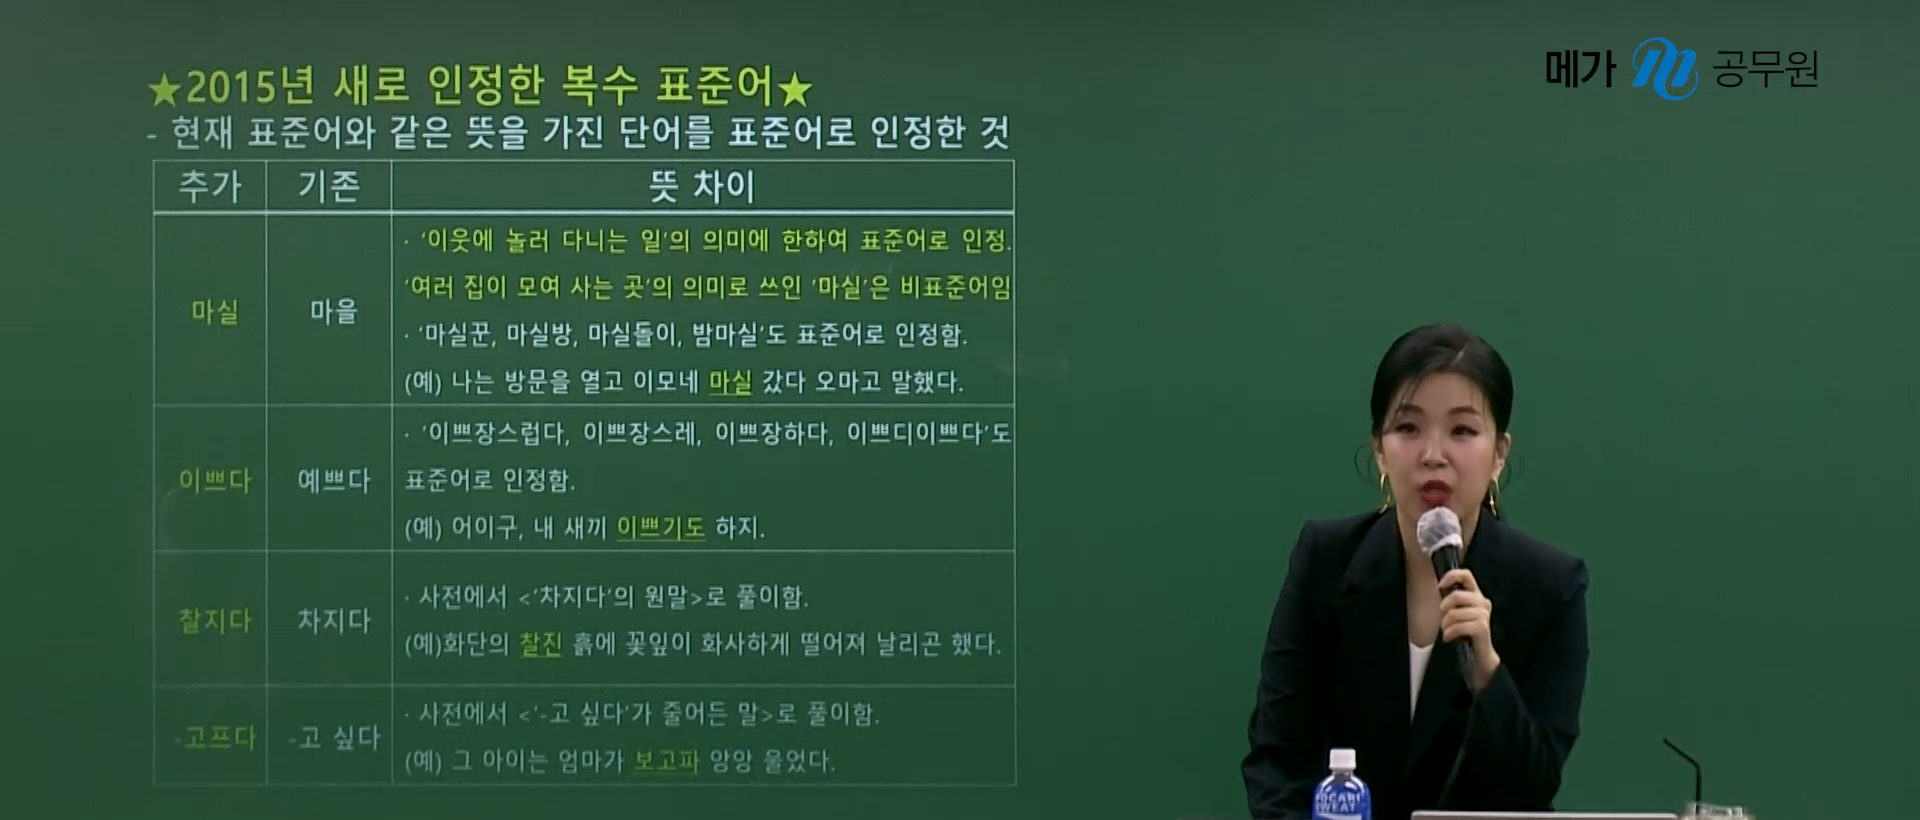 메가 공무원
★2015년 새로 인정한 복수 표준어★
- 현재 표준어와 같은 뜻을 가진 단어를 표준어로 인정한 것
추가 기존 뜻 차이
마실 마을
· '이웃에 놀러 다니는 일'의 의미에 한하여 표준어로 인정.
'여러 집이 모여 사는 곳'의 의미로 쓰인 '마실'은 비표준어임
· '마실꾼, 마실방, 마실돌이, 밤마실'도 표준어로 인정함.
(예) 나는 방문을 열고 이모네 마실 갔다 오마고 말했다.
이쁘다 예쁘다
· '이쁘장스럽다, 이쁘장스레, 이쁘장하다, 이쁘디이쁘다'도
표준어로 인정함.
(예) 어이구, 내 새끼 이쁘기도 하지.
찰지다 차지다
· 사전에서 <'차지다'의 원말>로 풀이함.
(예)화단의 찰진 흙에 꽃잎이 화사하게 떨어져 날리곤 했다.
-고프다 -고 싶다
· 사전에서 <'-고 싶다'가 줄어든 말>로 풀이함.
(예) 그 아이는 엄마가 보고파 앙앙 울었다.
POCARI
SWEAT